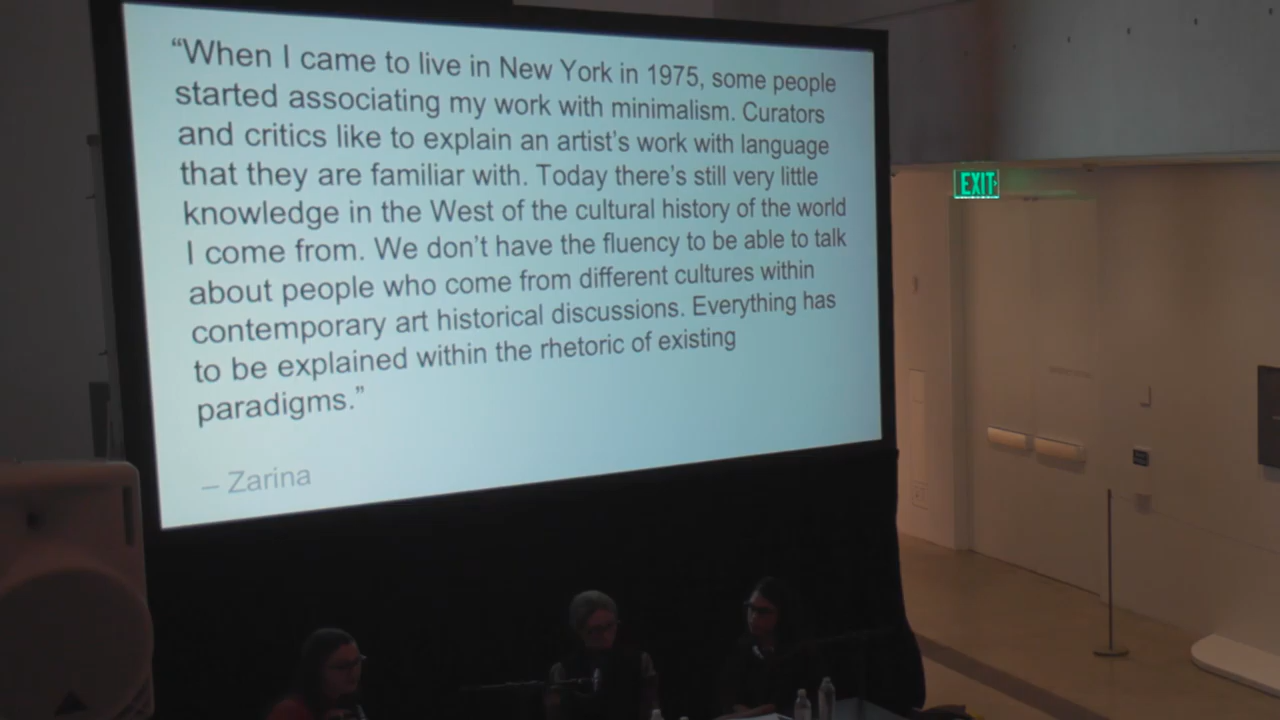 “When I came to live in New York in 1975, some people
started associating my work with minimalism. Curators
and critics like to explain an artist’s work with language
that they are familiar with. Today there’s still very little
knowledge in the West of the cultural history of the world
I come from. We don’t have the fluency to be able to talk
about people who come from different cultures within
contemporary art historical discussions. Everything has
to be explained within the rhetoric of existing
paradigms.”
– Zarina
EXIT